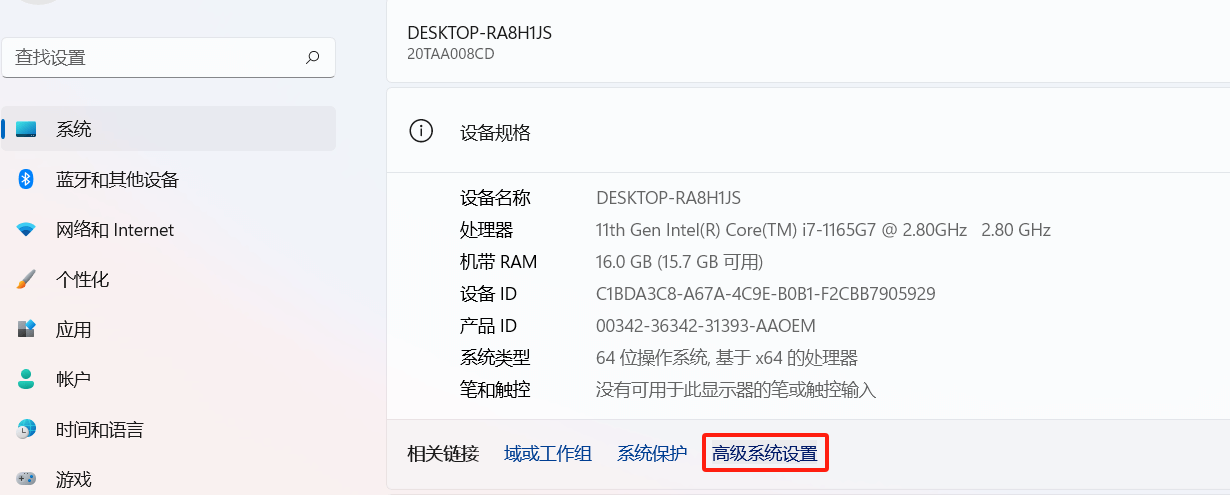 查找设置
系统
蓝牙和其他设备
网络和 Internet
个性化
应用
帐户
时间和语言
游戏
DESKTOP-RA8H1JS
20TAA008CD
设备规格
设备名称 DESKTOP-RA8H1JS
处理器 11th Gen Intel(R) Core(TM) i7-1165G7 @ 2.80GHz 2.80 GHz
机带 RAM 16.0 GB (15.7 GB 可用)
设备 ID C1BDA3C8-A67A-4C9E-B0B1-F2CBB7905929
产品 ID 00342-36342-31393-AAOEM
系统类型 64 位操作系统, 基于 x64 的处理器
笔和触控 没有可用于此显示器的笔或触控输入
相关链接 域或工作组 系统保护 高级系统设置